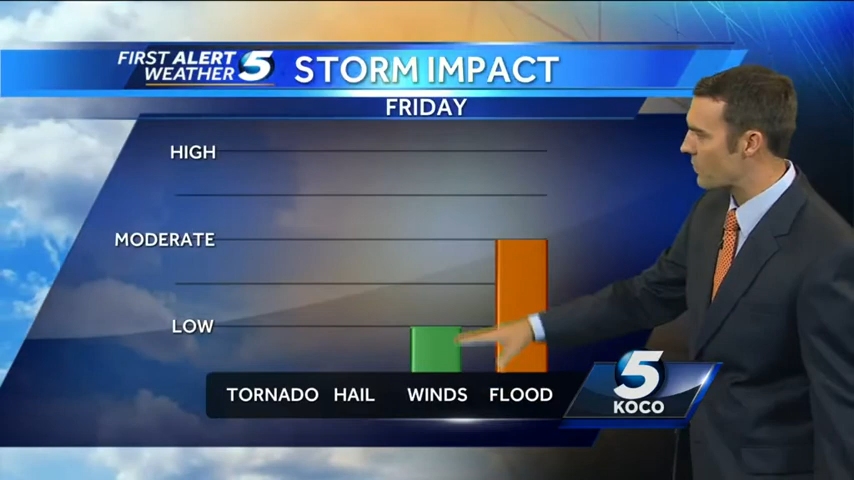 FIRST ALERT
WEATHER 5
STORM IMPACT
FRIDAY
HIGH
MODERATE
LOW
TORNADO HAIL WINDS FLOOD
5
KOCO